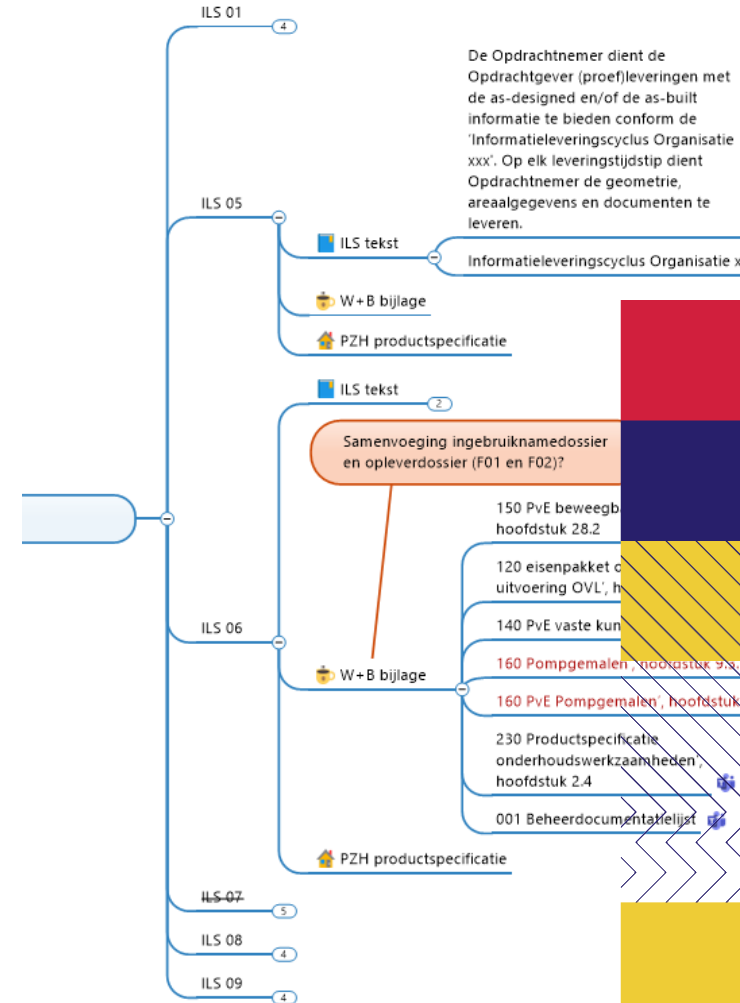 ILS 01
4
De Opdrachtnemer dient de
Opdrachtgever (proef)leveringen met
de as-designed en/of de as-built
informatie te bieden conform de
'Informatieleveringscyclus Organisatie
xxx'. Op elk leveringstijdstip dient
Opdrachtnemer de geometrie,
areaalgegevens en documenten te
leveren.
ILS 05
ILS tekst
Informatieleveringscyclus Organisatie x
W+B bijlage
PZH productspecificatie
ILS tekst
2
Samenvoeging ingebruiknamedossier
en opleverdossier (F01 en F02)?
150 PvE beweegb
hoofdstuk 28.2
120 eisenpakket o
uitvoering OVL', h
140 PvE vaste kun
ILS 06
W+B bijlage
160 Pompgemalen', hoofdstuk 9.3.
160 PvE Pompgemalen', hoofdstuk
230 Productspecificatie
onderhoudswerkzaamheden',
hoofdstuk 2.4
001 Beheerdocumentatielijst
PZH productspecificatie
ILS 07
5
ILS 08
4
ILS 09
4